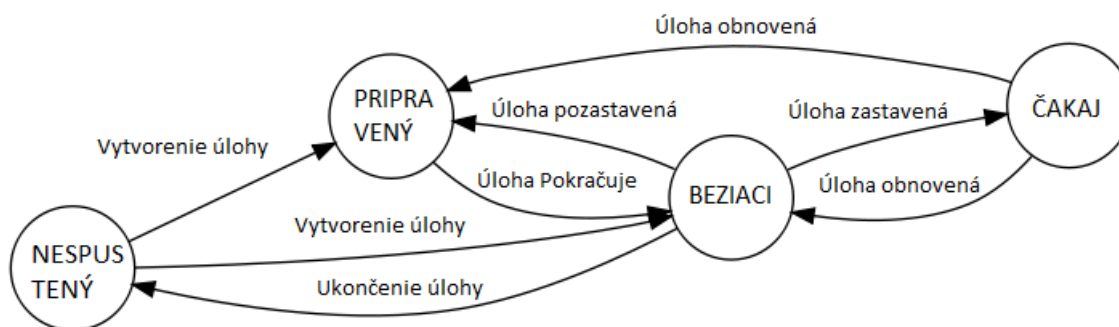 Úloha obnovená
PRIPRA
VENÝ
Úloha pozastavená
Úloha zastavená
ČAKAJ
Vytvorenie úlohy
Úloha Pokračuje
BEZIACI
Úloha obnovená
Vytvorenie úlohy
NESPUS
TENÝ
Ukončenie úlohy